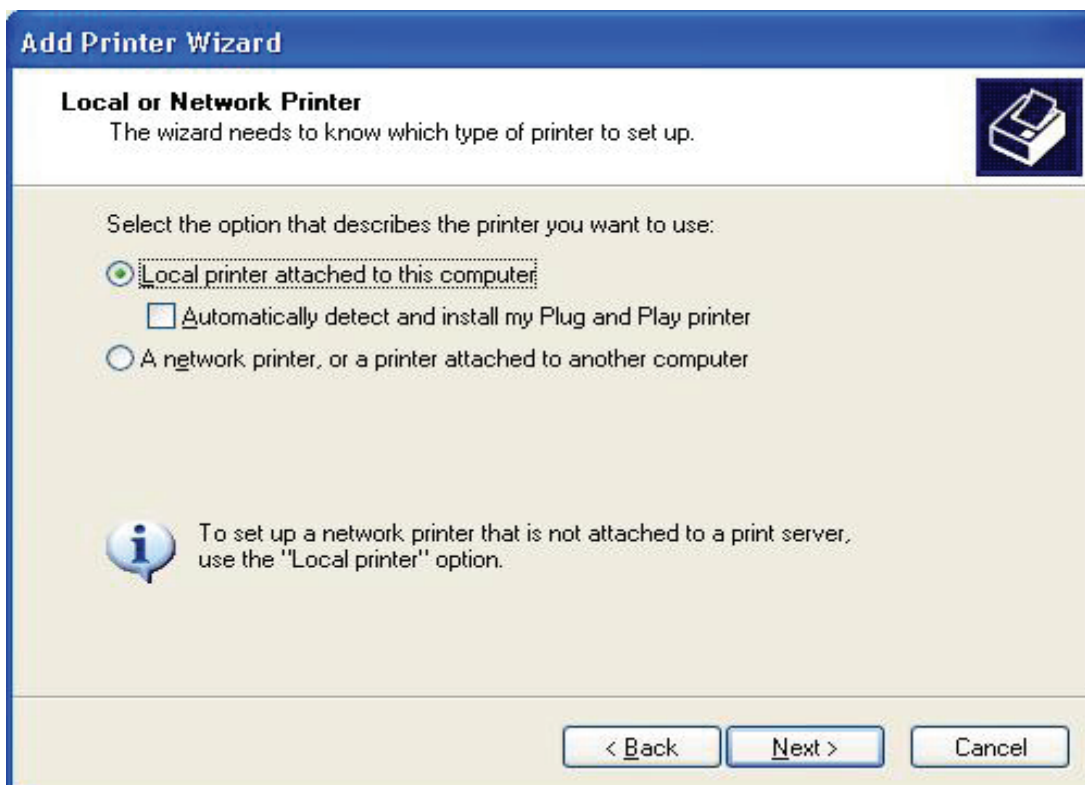 Add Printer Wizard
Local or Network Printer
The wizard needs to know which type of printer to set up.
Select the option that describes the printer you want to use:
Local printer attached to this computer
Automatically detect and install my Plug and Play printer
A network printer, or a printer attached to another computer
To set up a network printer that is not attached to a print server,
use the "Local printer" option.
< Back Next > Cancel